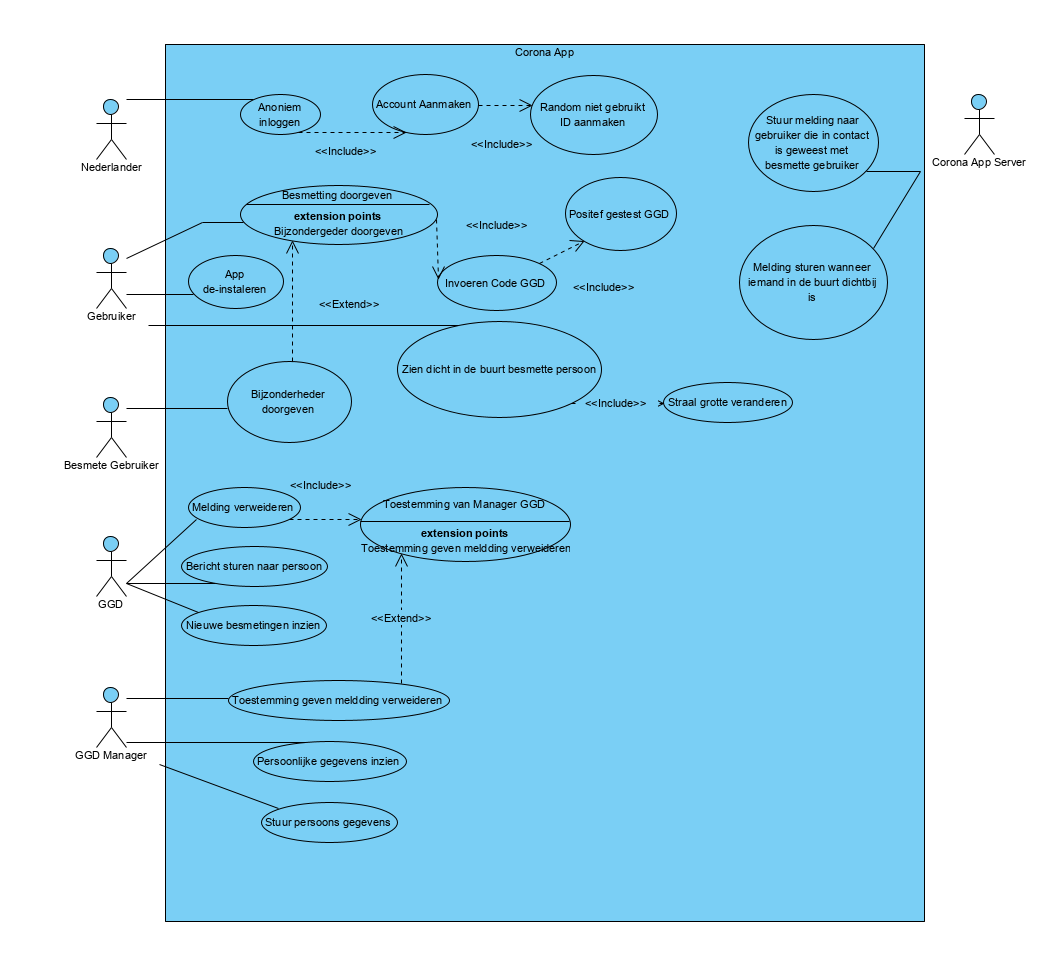 Corona App
Anoniem
inloggen
Account Aanmaken
Random niet gebruikt
ID aanmaken
<<Include>>
<<Include>>
Nederlander
Stuur melding naar
gebruiker die in contact
is geweest met
besmette gebruiker
Corona App Server
Besmetting doorgeven
extension points
Bijzondergeder doorgeven
<<Include>>
Positief gestest GGD
Invoeren Code GGD
<<Include>>
Melding sturen wanneer
iemand in de buurt dichtbij
is
App
de-instaleren
Gebruiker
<<Extend>>
Zien dicht in de buurt besmette persoon
<<Include>>
Straal grotte veranderen
Bijzonderheder
doorgeven
Besmete Gebruiker
<<Include>>
Melding verweideren
Toestemming van Manager GGD
extension points
Toestemming geven meldding verweideren
Bericht sturen naar persoon
GGD
Nieuwe besmetingen inzien
<<Extend>>
Toestemming geven meldding verweideren
GGD Manager
Persoonlijke gegevens inzien
Stuur persoons gegevens